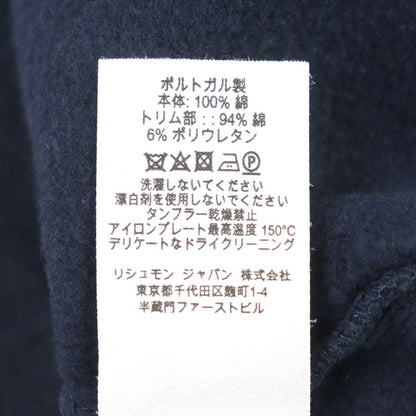 ポルトガル製
本体: 100% 綿
トリム部 : : 94% 綿
6% ポリウレタン
洗濯しないでください
漂白剤を使用しないでください
タンブラー乾燥禁止
アイロンプレート最高温度 150°C
デリケートなドライクリーニング
リシュモン ジャパン 株式会社
東京都千代田区麹町1-4
半蔵門ファーストビル